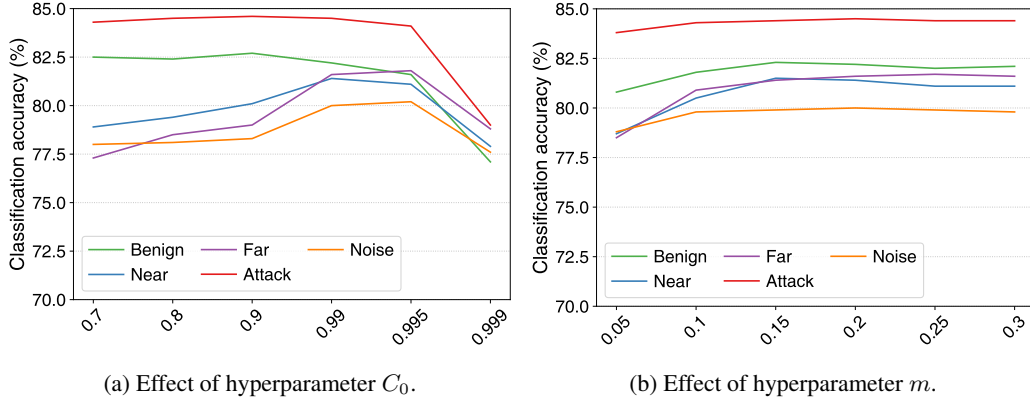 85.0
82.5
80.0
77.5
75.0
72.5
70.0
Classification accuracy (%)
Benign Far Noise
Near Attack
0.7 0.8 0.9 0.99 0.995 0.999
(a) Effect of hyperparameter C₀.
85.0
82.5
80.0
77.5
75.0
72.5
70.0
Classification accuracy (%)
Benign Far Noise
Near Attack
0.05 0.1 0.15 0.2 0.25 0.3
(b) Effect of hyperparameter m.